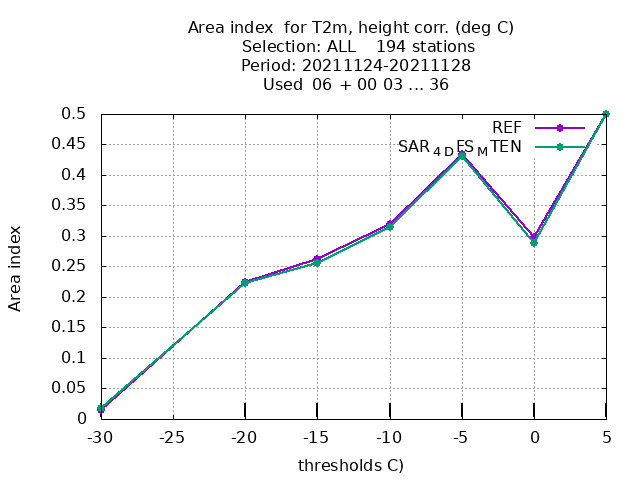 Area index  for T2m, height corr. (deg C)
Selection: ALL    194 stations
Period: 20211124-20211128
Used  06 + 00 03 ... 36
0.5
0.45
0.4
0.35
0.3
0.25
0.2
0.15
0.1
0.05
0
Area index
REF
SAR4DFSMTEN
-30 -25 -20 -15 -10 -5 0 5
thresholds C)